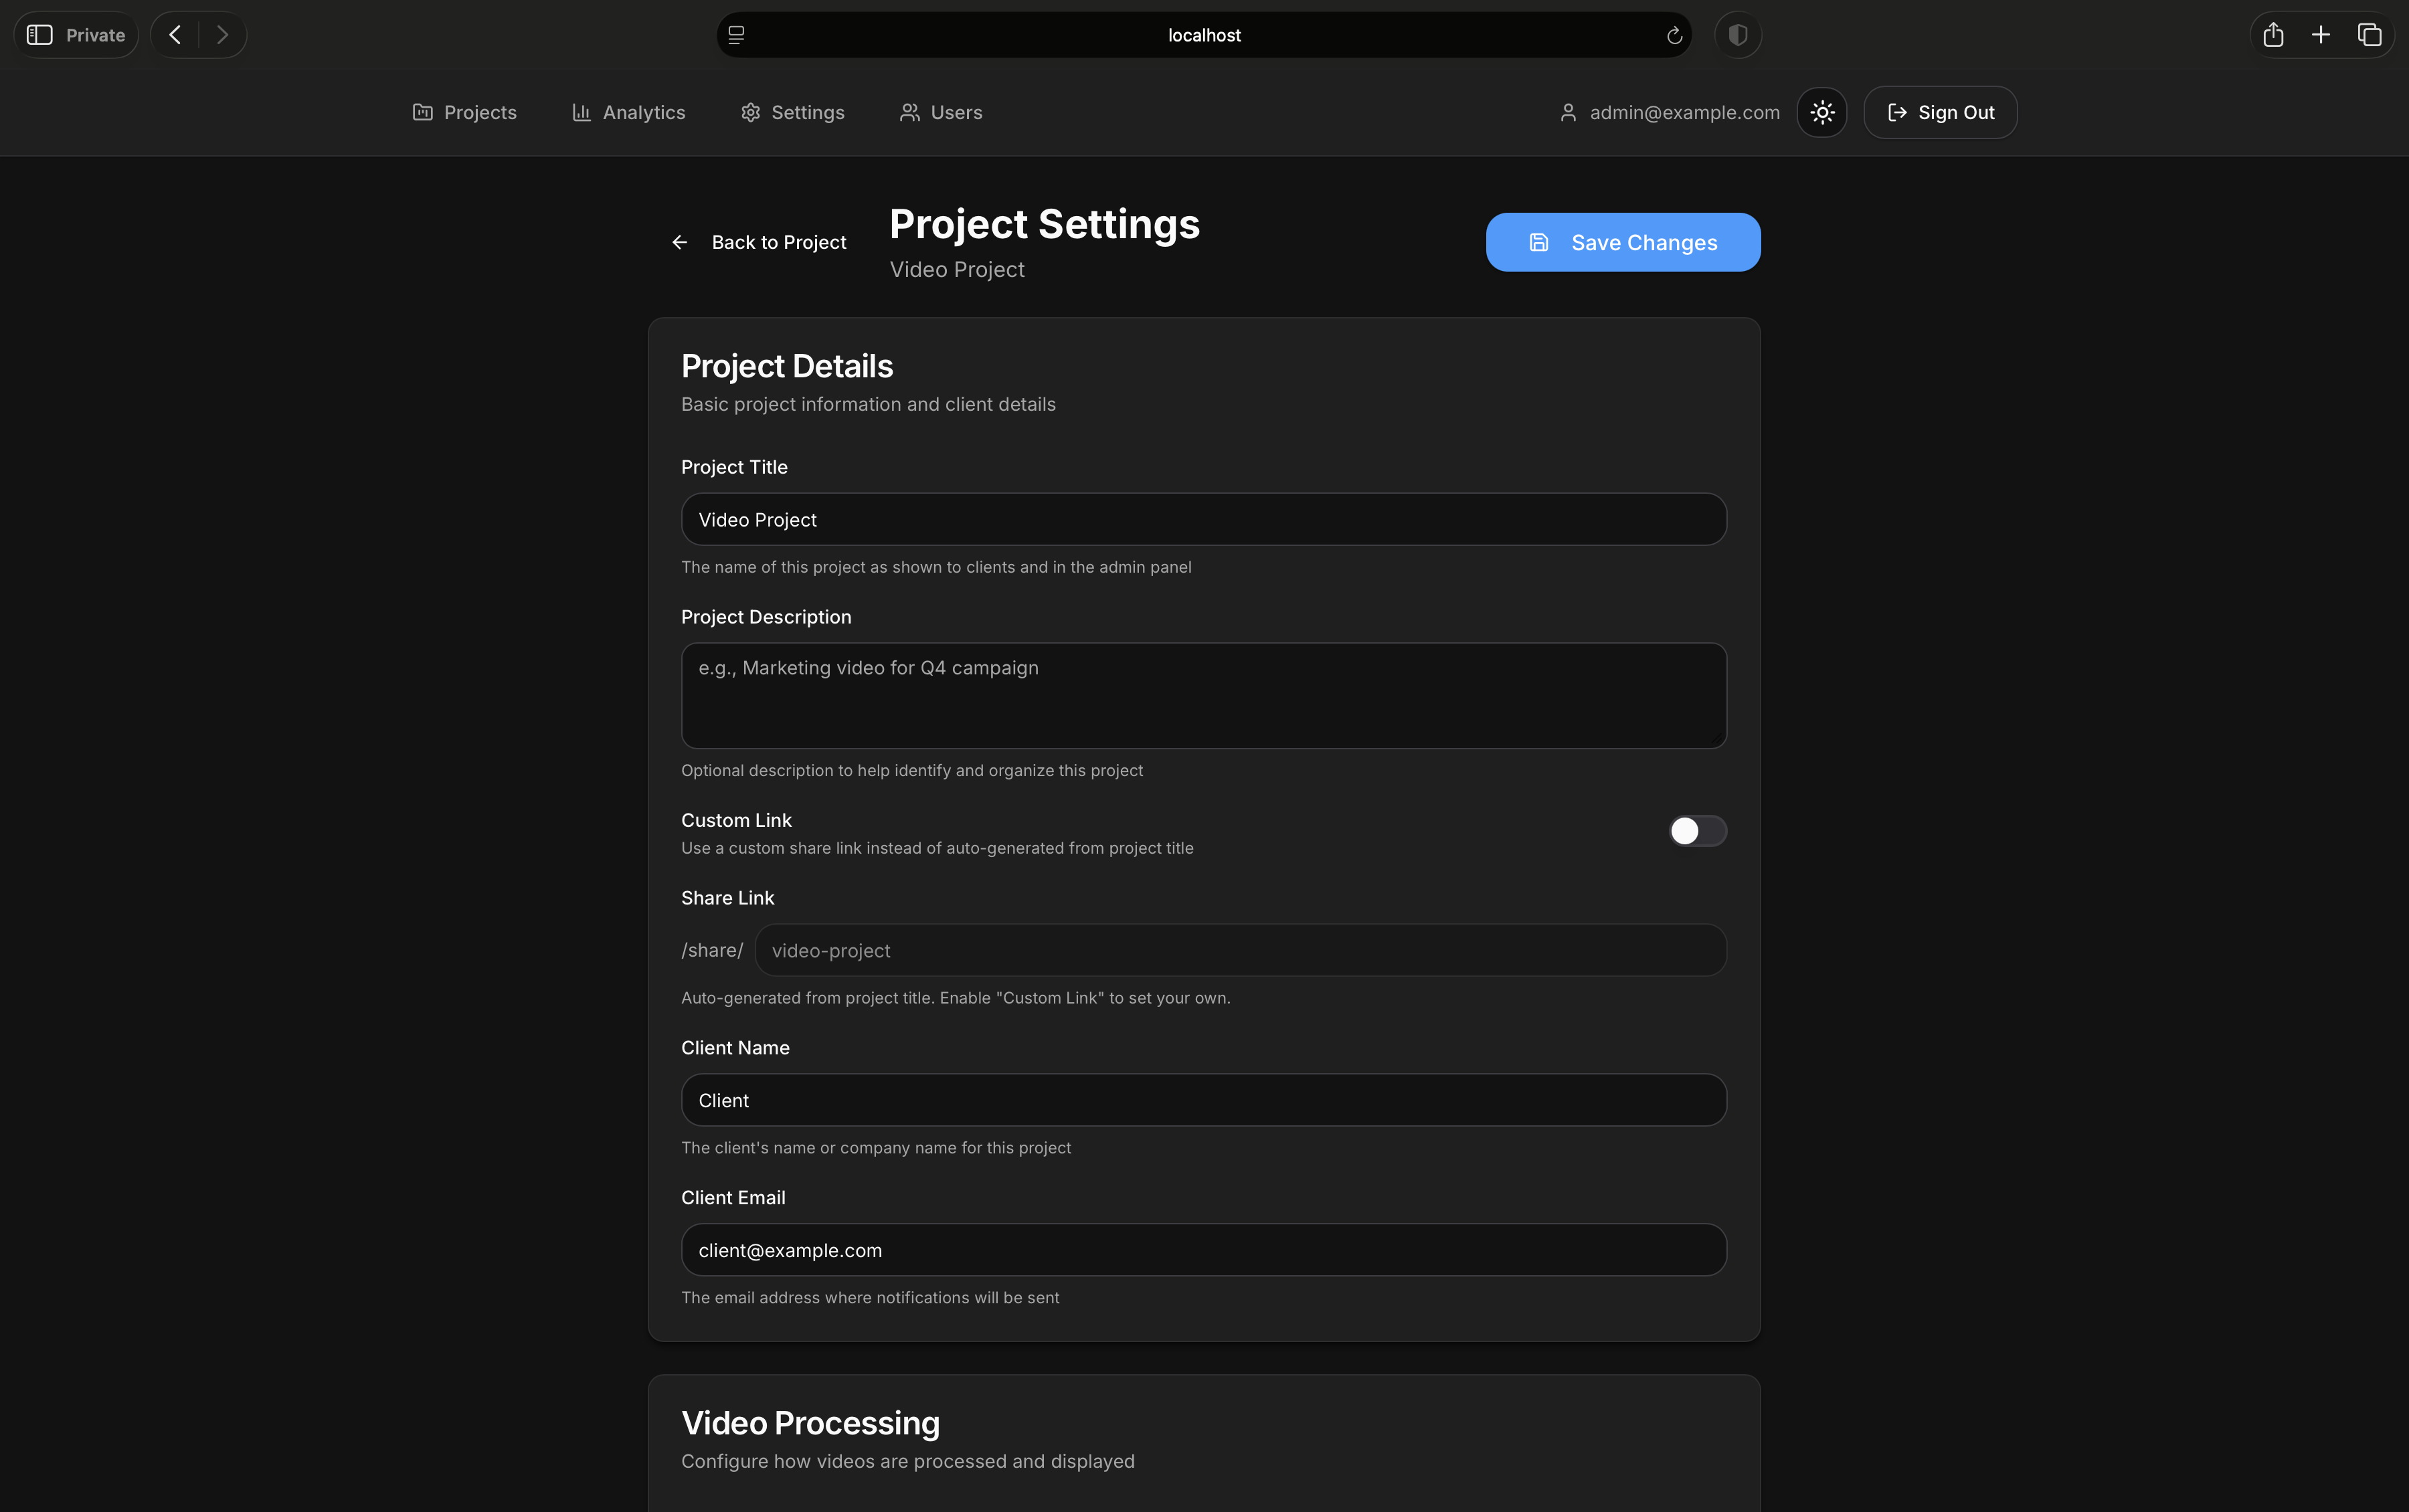 Private
localhost
Projects
Analytics
Settings
Users
admin@example.com
Sign Out
Back to Project
Project Settings
Video Project
Save Changes
Project Details
Basic project information and client details
Project Title
Video Project
The name of this project as shown to clients and in the admin panel
Project Description
e.g., Marketing video for Q4 campaign
Optional description to help identify and organize this project
Custom Link
Use a custom share link instead of auto-generated from project title
Share Link
/share/ video-project
Auto-generated from project title. Enable "Custom Link" to set your own.
Client Name
Client
The client's name or company name for this project
Client Email
client@example.com
The email address where notifications will be sent
Video Processing
Configure how videos are processed and displayed